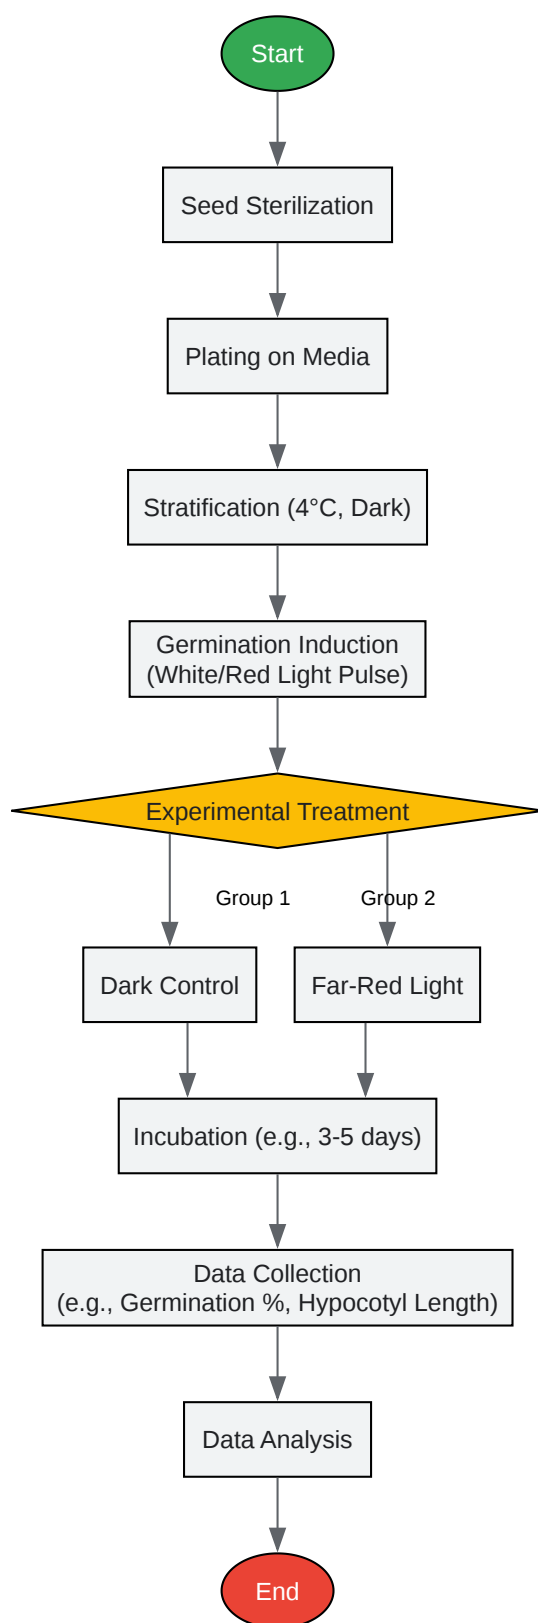 Start
Seed Sterilization
Plating on Media
Stratification (4°C, Dark)
Germination Induction
(White/Red Light Pulse)
Experimental Treatment
Group 1
Group 2
Dark Control
Far-Red Light
Incubation (e.g., 3-5 days)
Data Collection
(e.g., Germination %, Hypocotyl Length)
Data Analysis
End